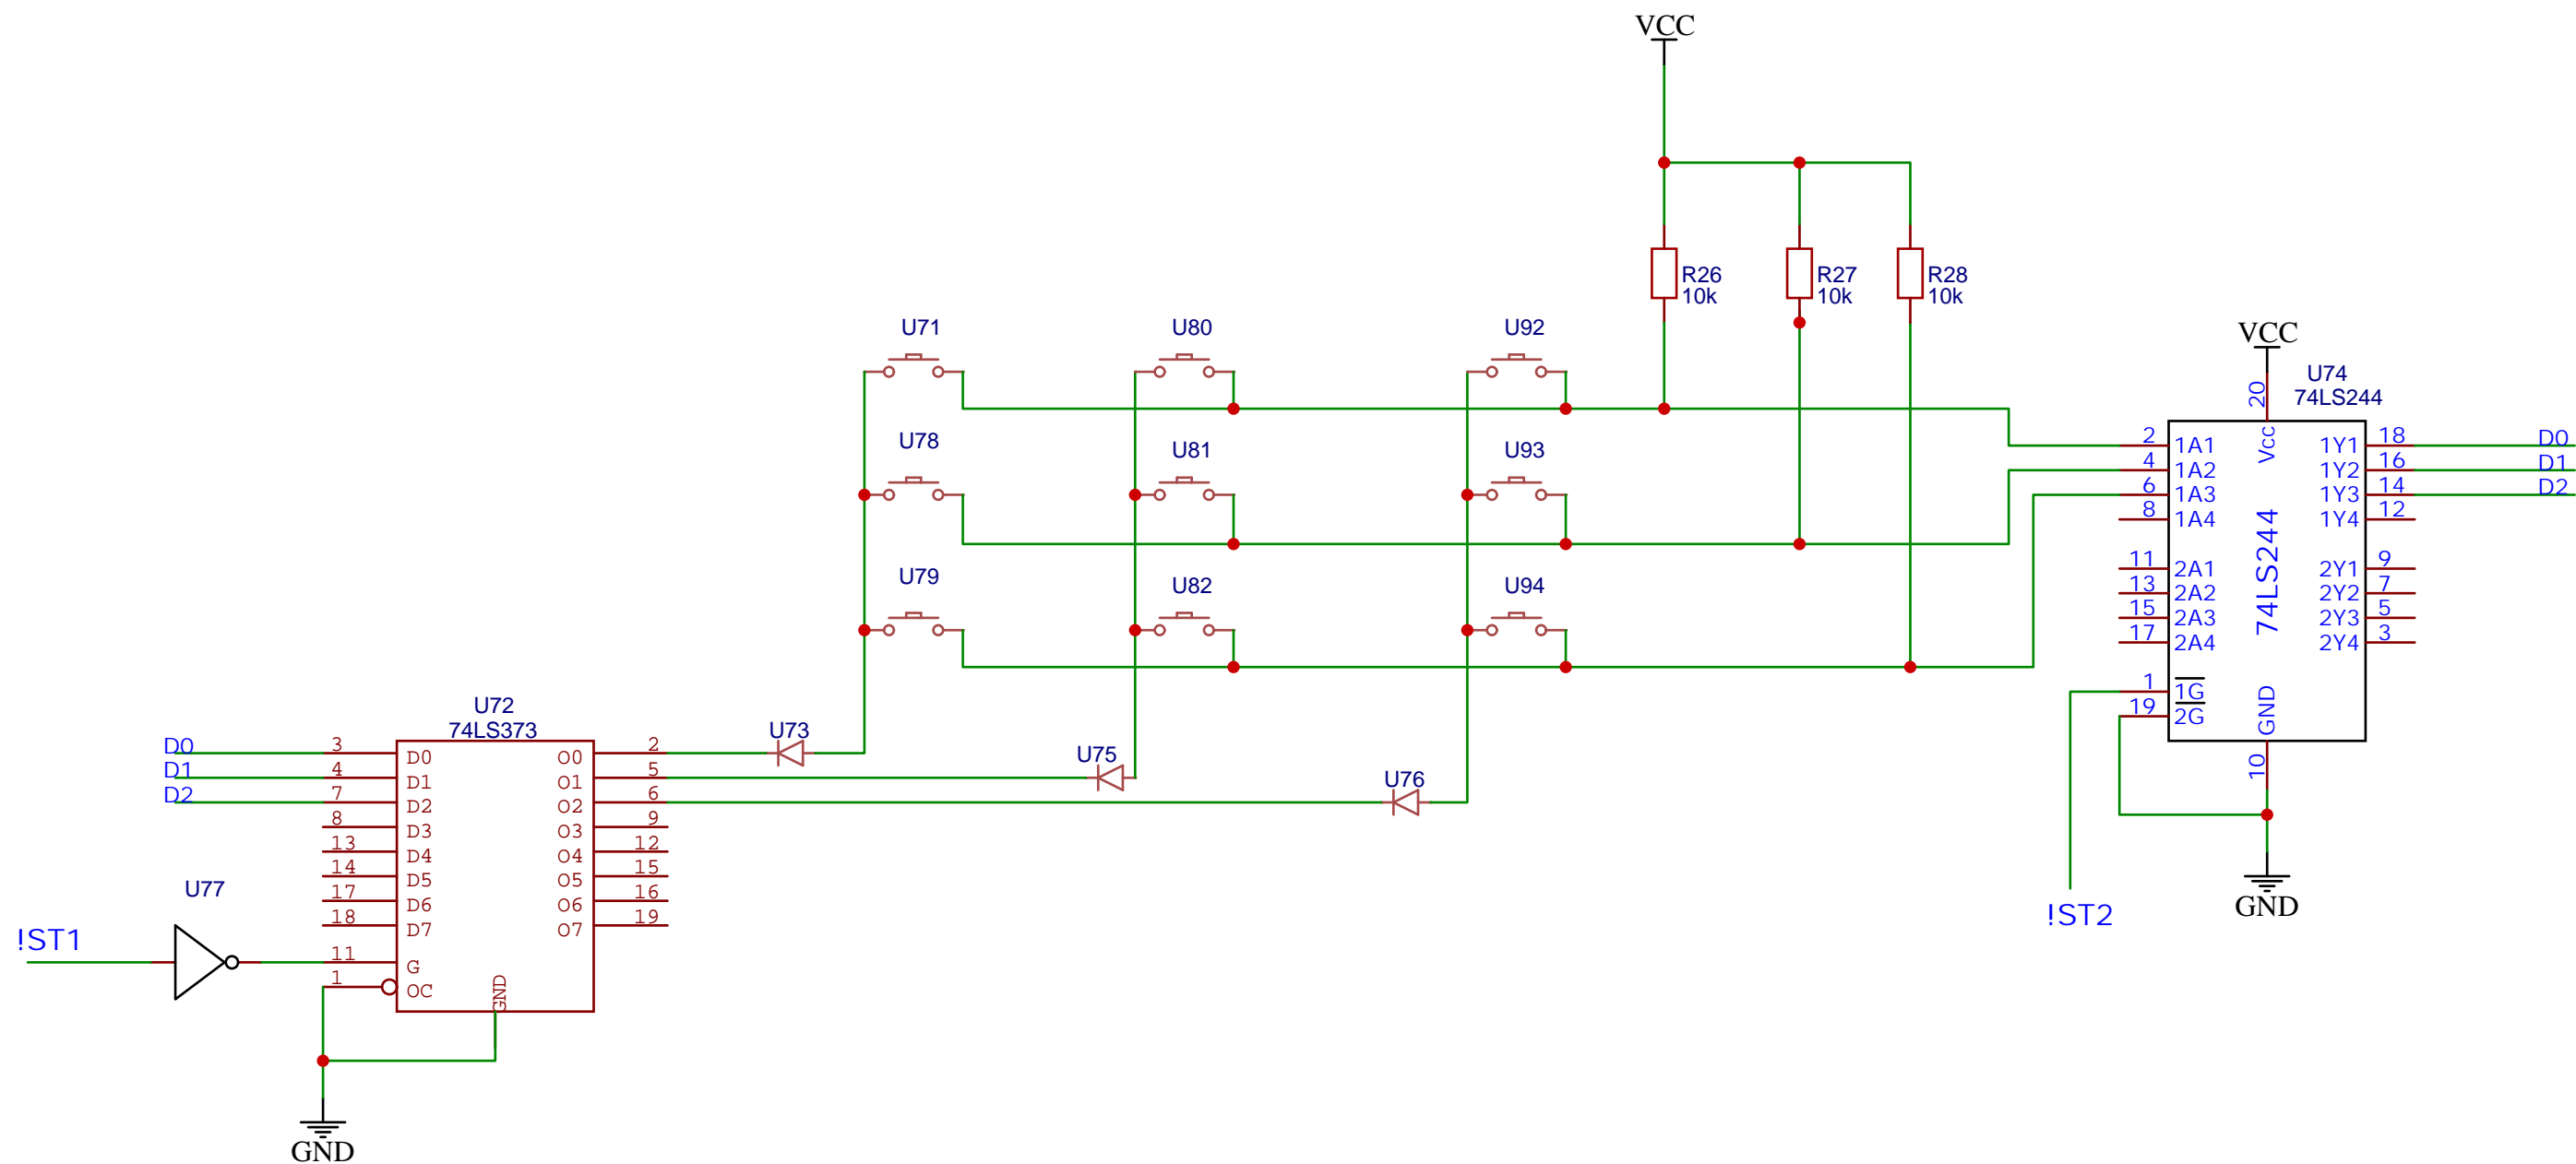 VCC
R26
10k
R27
10k
R28
10k
U71
U80
U92
U78
U81
U93
U79
U82
U94
VCC
U74
74LS244
20
2 1A1 Vcc 1Y1 18 D0
4 1A2 1Y2 16 D1
6 1A3 1Y3 14 D2
8 1A4 1Y4 12
74LS244
11 2A1 2Y1 9
13 2A2 2Y2 7
15 2A3 2Y3 5
17 2A4 2Y4 3
1 1G GND
19 2G
10
GND
!ST2
U72
74LS373
U73
U75
U76
D0 3 D0 O0 2
D1 4 D1 O1 5
D2 7 D2 O2 6
8 D3 O3 9
13 D4 O4 12
14 D5 O5 15
17 D6 O6 16
18 D7 O7 19
U77
!ST1
11 G
1 OC GND
GND